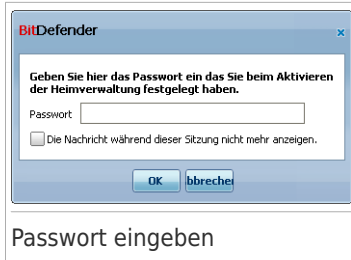 BitDefender
Geben Sie hier das Passwort ein das Sie beim Aktivieren
der Heimverwaltung festgelegt haben.
Passwort
Die Nachricht während dieser Sitzung nicht mehr anzeigen.
OK bbrechen
Passwort eingeben